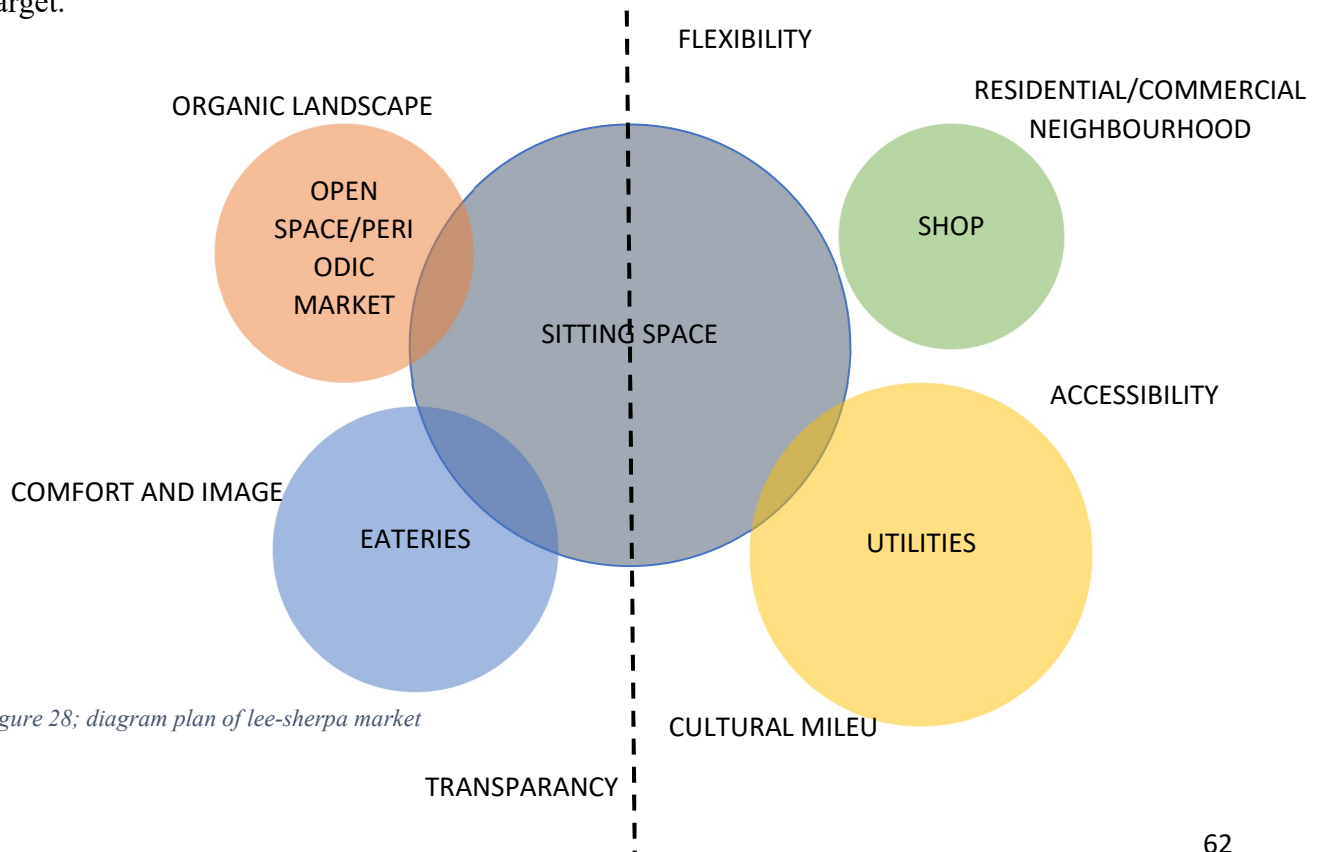 arget.
FLEXIBILITY
RESIDENTIAL/COMMERCIAL
NEIGHBOURHOOD
ORGANIC LANDSCAPE
OPEN
SPACE/PERI
ODIC
MARKET
SHOP
SITTING SPACE
ACCESSIBILITY
COMFORT AND IMAGE
EATERIES
UTILITIES
gure 28; diagram plan of lee-sherpa market
CULTURAL MILEU
TRANSPARANCY
62